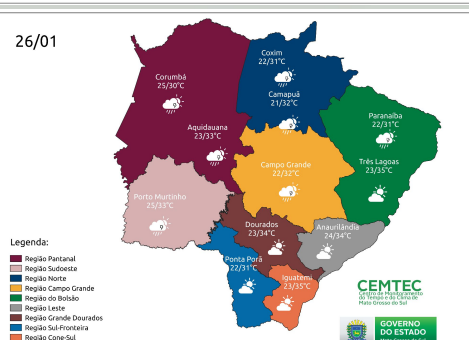 26/01
Coxim
22/31°C
Corumbá
25/30°C
Camapuã
21/32°C
Paranaíba
22/31°C
Aquidauana
23/33°C
Campo Grande
22/32°C
Três Lagoas
23/35°C
Porto Murtinho
25/33°C
Dourados
23/34°C
Anaurilândia
24/34°C
Ponta Porã
22/31°C
Iguatemi
23/35°C
Legenda:
Região Pantanal
Região Sudoeste
Região Norte
Região Campo Grande
Região do Bolsão
Região Leste
Região Grande Dourados
Região Sul-Fronteira
Região Cone-Sul
CEMTEC
Centro de Monitoramento
do Tempo e do Clima de
Mato Grosso do Sul
GOVERNO
DO ESTADO
Mato Grosso do Sul